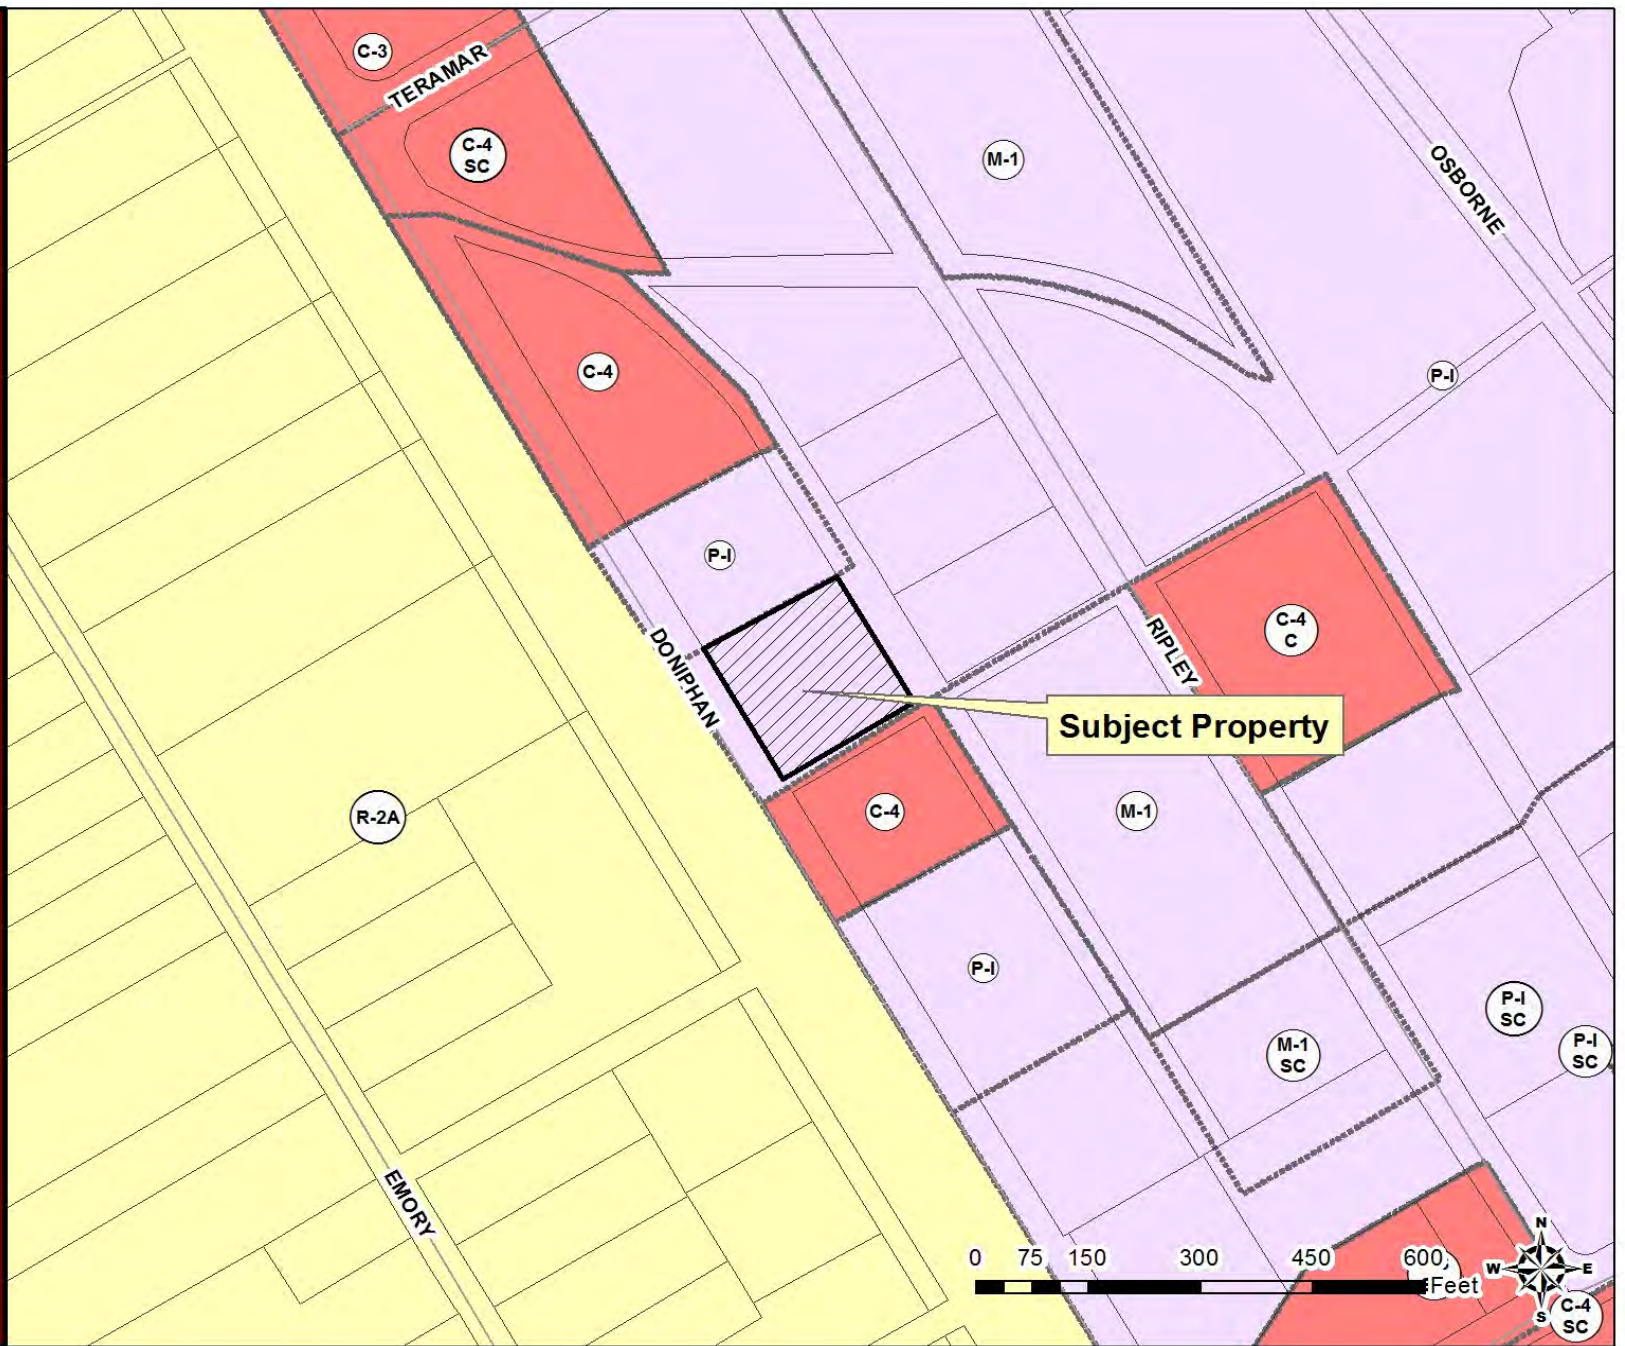 C-3
TERAMAR
C-4
SC
M-1
OSBORNE
C-4
P-I
P-I
DONIPHAN
RIPLEY
C-4
C
Subject Property
R-2A
C-4
M-1
P-I
P-I
SC
M-1
SC
P-I
SC
EMORY
0 75 150 300 450 600
Feet
N
W E
S
C-4
SC